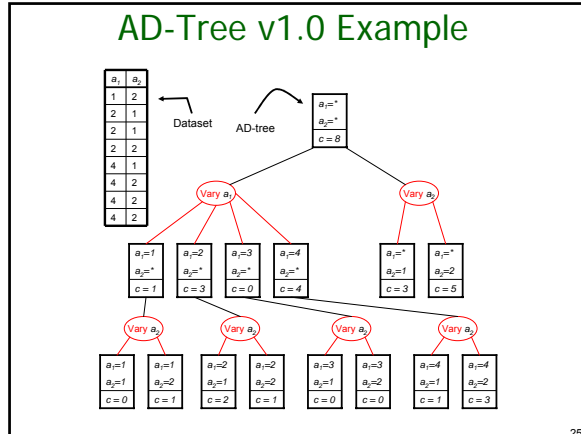 AD-Tree v1.0 Example
a1 a2
1 2
2 1
2 1
2 2
4 1
4 2
4 2
4 2
Dataset
AD-tree
a1=*
a2=*
c = 8
Vary a1
Vary a2
a1=1
a2=*
c = 1
a1=2
a2=*
c = 3
a1=3
a2=*
c = 0
a1=4
a2=*
c = 4
a1=*
a2=1
c = 3
a1=*
a2=2
c = 5
Vary a2
Vary a2
Vary a2
Vary a2
a1=1
a2=1
c = 0
a1=1
a2=2
c = 1
a1=2
a2=1
c = 2
a1=2
a2=2
c = 1
a1=3
a2=1
c = 0
a1=3
a2=2
c = 0
a1=4
a2=1
c = 1
a1=4
a2=2
c = 3
25